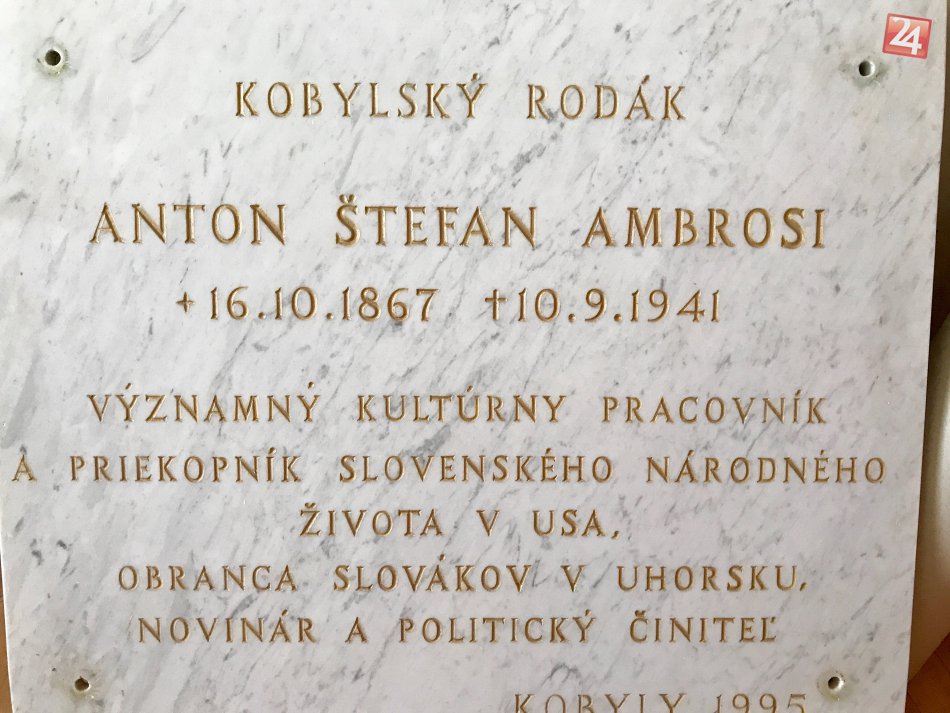 24
KOBYLSKÝ RODÁK
ANTON ŠTEFAN AMBROSI
+16.10.1867 †10.9.1941
VÝZNAMNÝ KULTÚRNY PRACOVNÍK
A PRIEKOPNÍK SLOVENSKÉHO NÁRODNÉHO
ŽIVOTA V USA,
OBRANCA SLOVÁKOV V UHORSKU,
NOVINÁR A POLITICKÝ ČINITEĽ
KOBYLY 1995